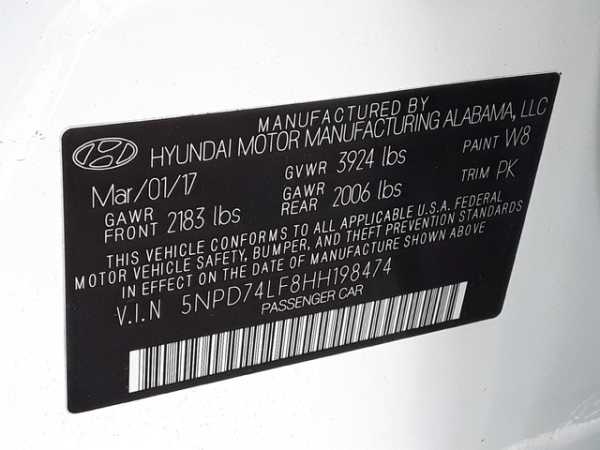 MANUFACTURED BY
HYUNDAI MOTOR MANUFACTURING ALABAMA, LLC
Mar/01/17 GVWR 3924 lbs PAINT W8
GAWR FRONT 2183 lbs GAWR REAR 2006 lbs TRIM PK
THIS VEHICLE CONFORMS TO ALL APPLICABLE U.S.A. FEDERAL
MOTOR VEHICLE SAFETY, BUMPER, AND THEFT PREVENTION STANDARDS
IN EFFECT ON THE DATE OF MANUFACTURE SHOWN ABOVE
V.I.N 5NPD74LF8HH198474
PASSENGER CAR